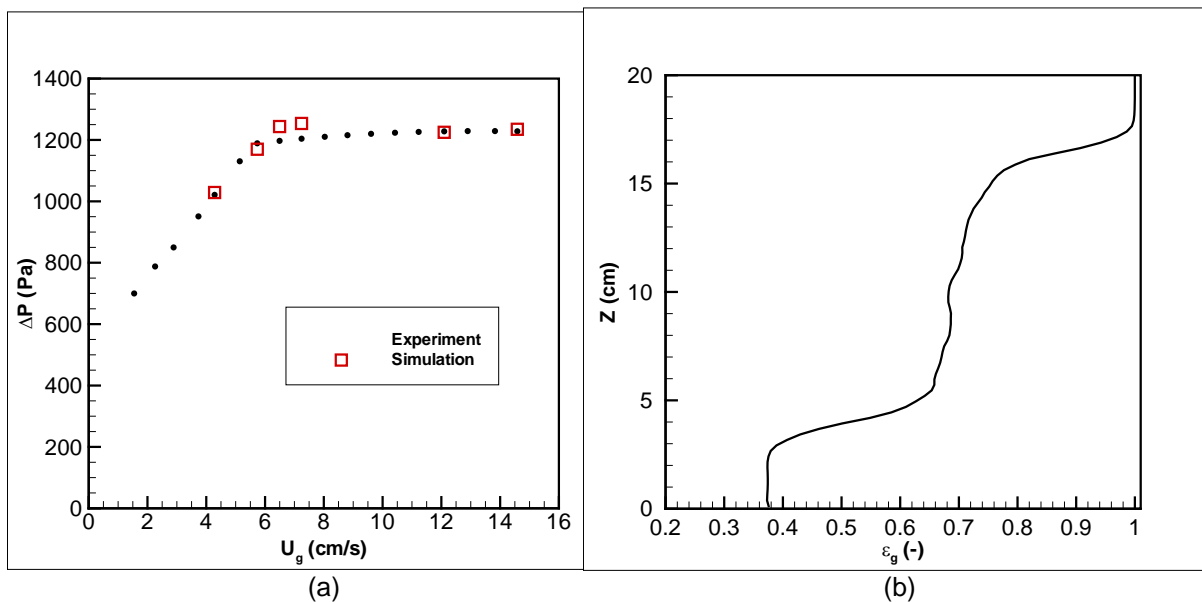 1400
1200
1000
800
600
400
200
0
ΔP (Pa)
0 2 4 6 8 10 12 14 16
U_g (cm/s)
Experiment
Simulation
(a)
20
15
10
5
0
Z (cm)
0.2 0.3 0.4 0.5 0.6 0.7 0.8 0.9 1
ε_g (-)
(b)